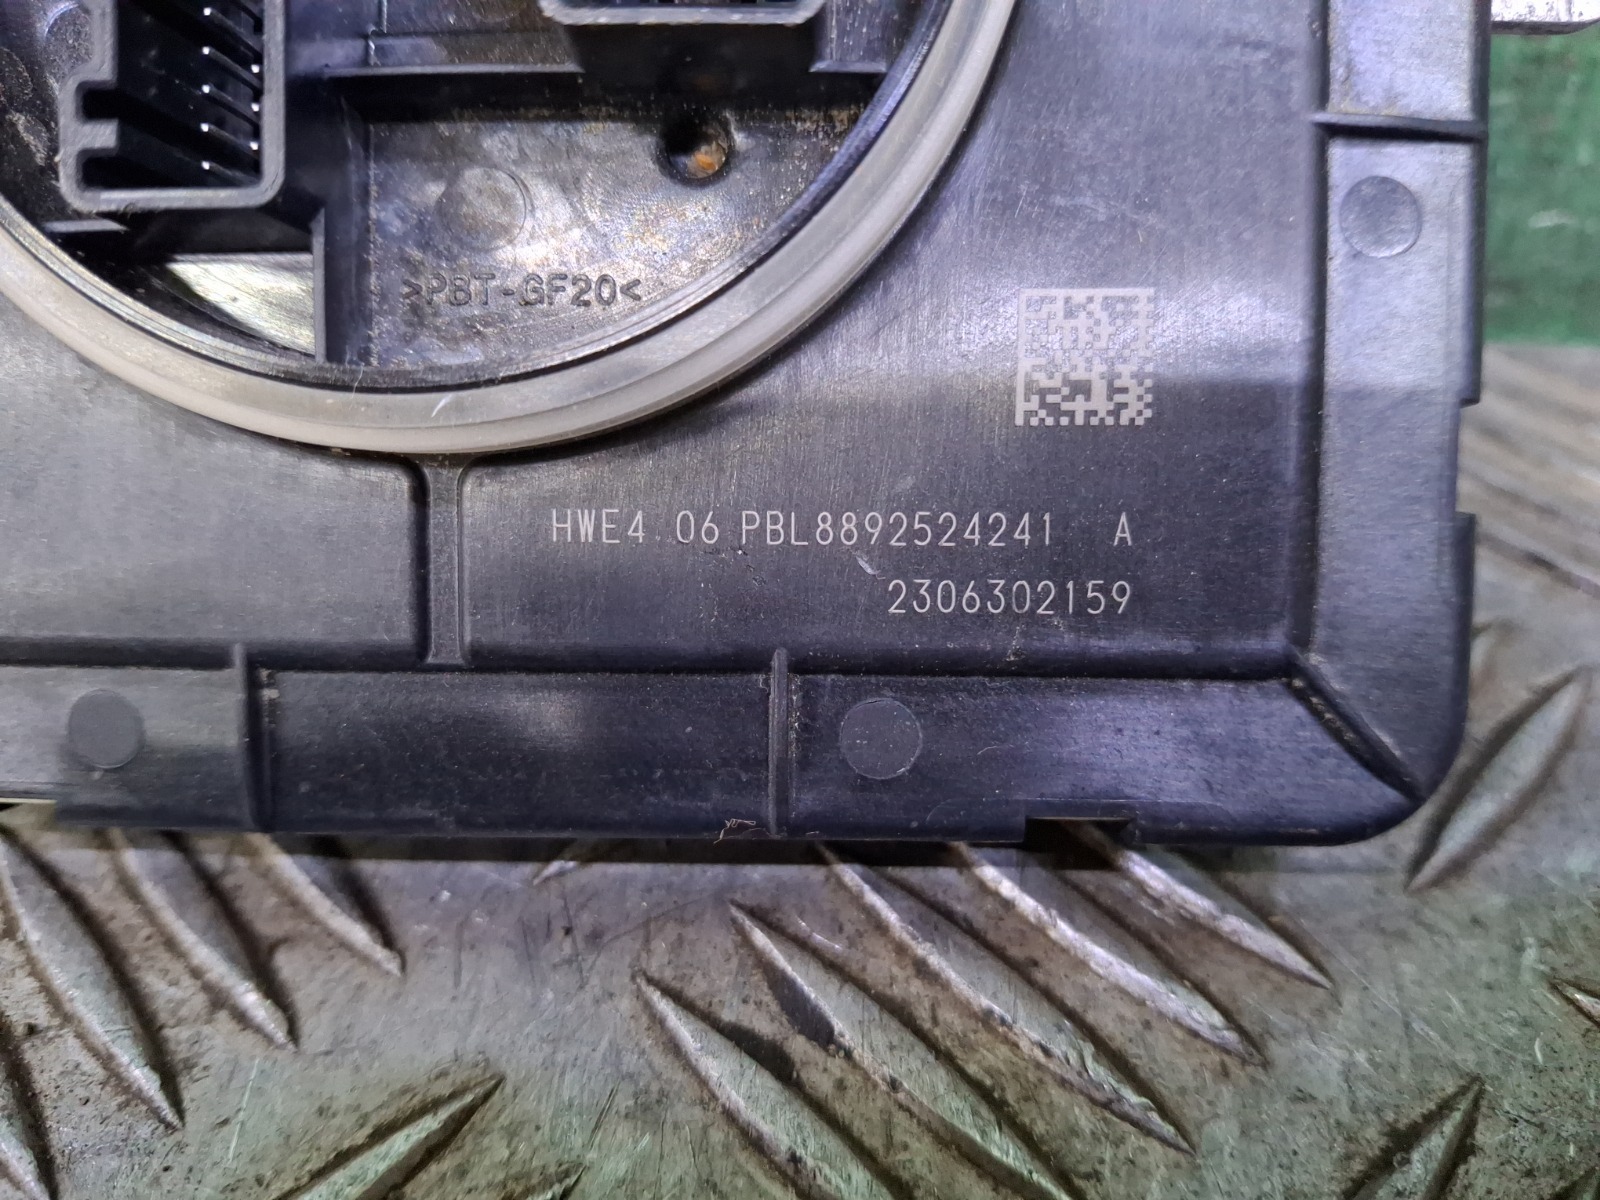 >PBT-GF20<
HWE4.06 PBL8892524241 A
2306302159